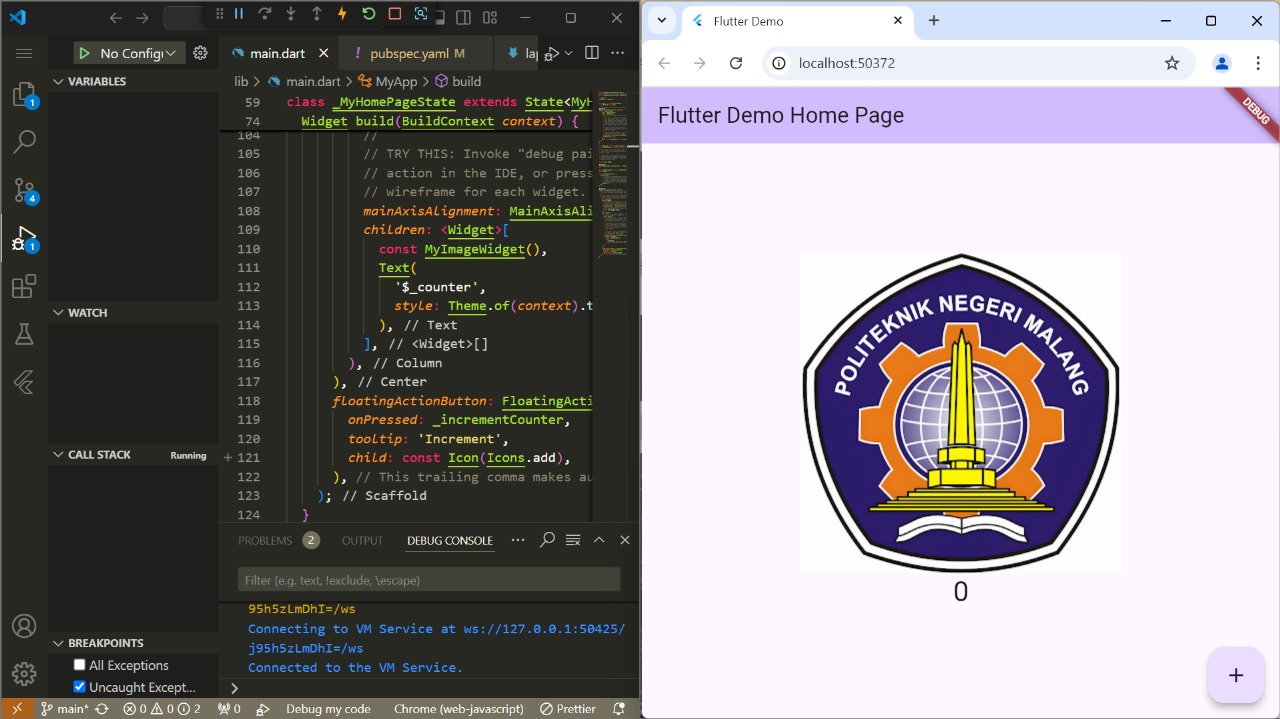 No Config
main.dart
pubspec.yaml M
VARIABLES
WATCH
CALL STACK
Running
BREAKPOINTS
All Exceptions
Uncaught Except...
1
4
1
lib > main.dart > MyApp > build
59 class _MyHomePageState extends State<MyH
74 Widget build(BuildContext context) {
104 //
105 // TRY THIS: Invoke "debug pai
106 // action in the IDE, or press
107 // wireframe for each widget.
108 mainAxisAlignment: MainAxisAli
109 children: <Widget>[
110 const MyImageWidget(),
111 Text(
112 '$_counter',
113 style: Theme.of(context).t
114 ), // Text
115 ], // <Widget>[]
116 ), // Column
117 ), // Center
118 floatingActionButton: FloatingActi
119 onPressed: _incrementCounter,
120 tooltip: 'Increment',
121 child: const Icon(Icons.add),
122 ), // This trailing comma makes au
123 ); // Scaffold
124 }
PROBLEMS 2 OUTPUT DEBUG CONSOLE ...
Filter (e.g. text, !exclude, \escape)
95h5zLmDhI=/ws
Connecting to VM Service at ws://127.0.0.1:50425/
j95h5zLmDhI=/ws
Connected to the VM Service.
main* 0 0 2 0 Debug my code Chrome (web-javascript) Prettier
Flutter Demo
localhost:50372
Flutter Demo Home Page
DEBUG
POLITEKNIK NEGERI MALANG
0
+